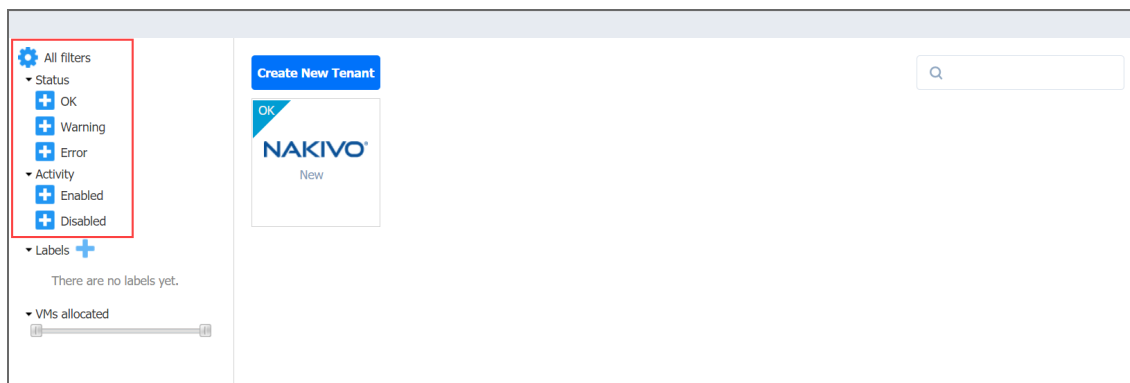 All filters
Status
OK
Warning
Error
Activity
Enabled
Disabled
Labels
There are no labels yet.
VMs allocated
Create New Tenant
OK
NAKIVO®
New